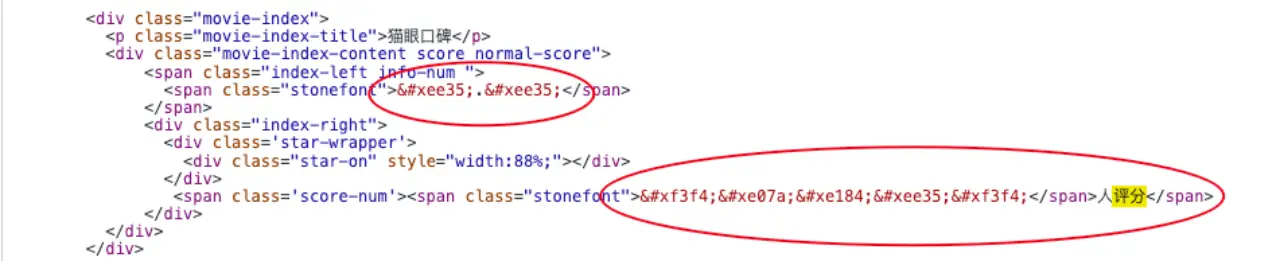 <div class="movie-index">
<p class="movie-index-title">猫眼口碑</p>
<div class="movie-index-content score normal-score">
<span class="index-left info-num ">
<span class="stonefont">&#xee35;.&#xee35;</span>
</span>
<div class="index-right">
<div class='star-wrapper'>
<div class="star-on" style="width:88%;"></div>
</div>
<span class='score-num'><span class="stonefont">&#xf3f4;&#xe07a;&#xe184;&#xee35;&#xf3f4;</span>人评分</span>
</div>
</div>
</div>